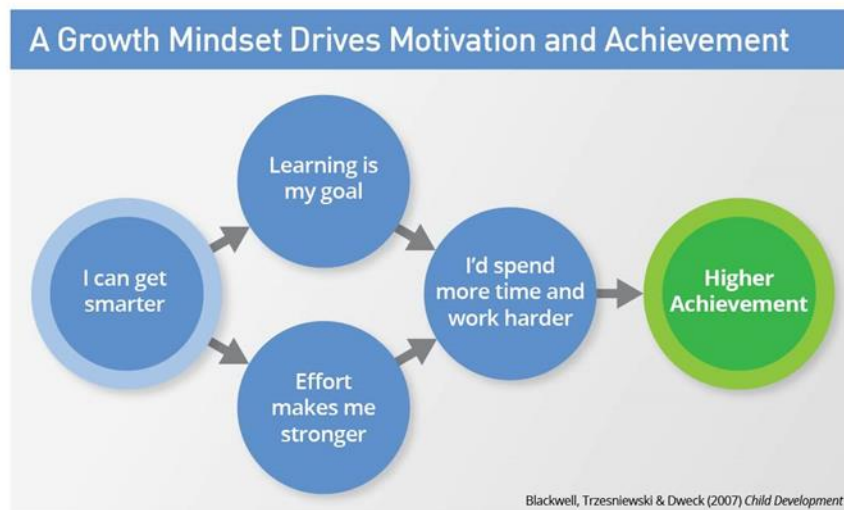 A Growth Mindset Drives Motivation and Achievement
I can get
smarter
Learning is
my goal
Effort
makes me
stronger
I'd spend
more time and
work harder
Higher
Achievement
Blackwell, Trzesniewski & Dweck (2007) Child Development